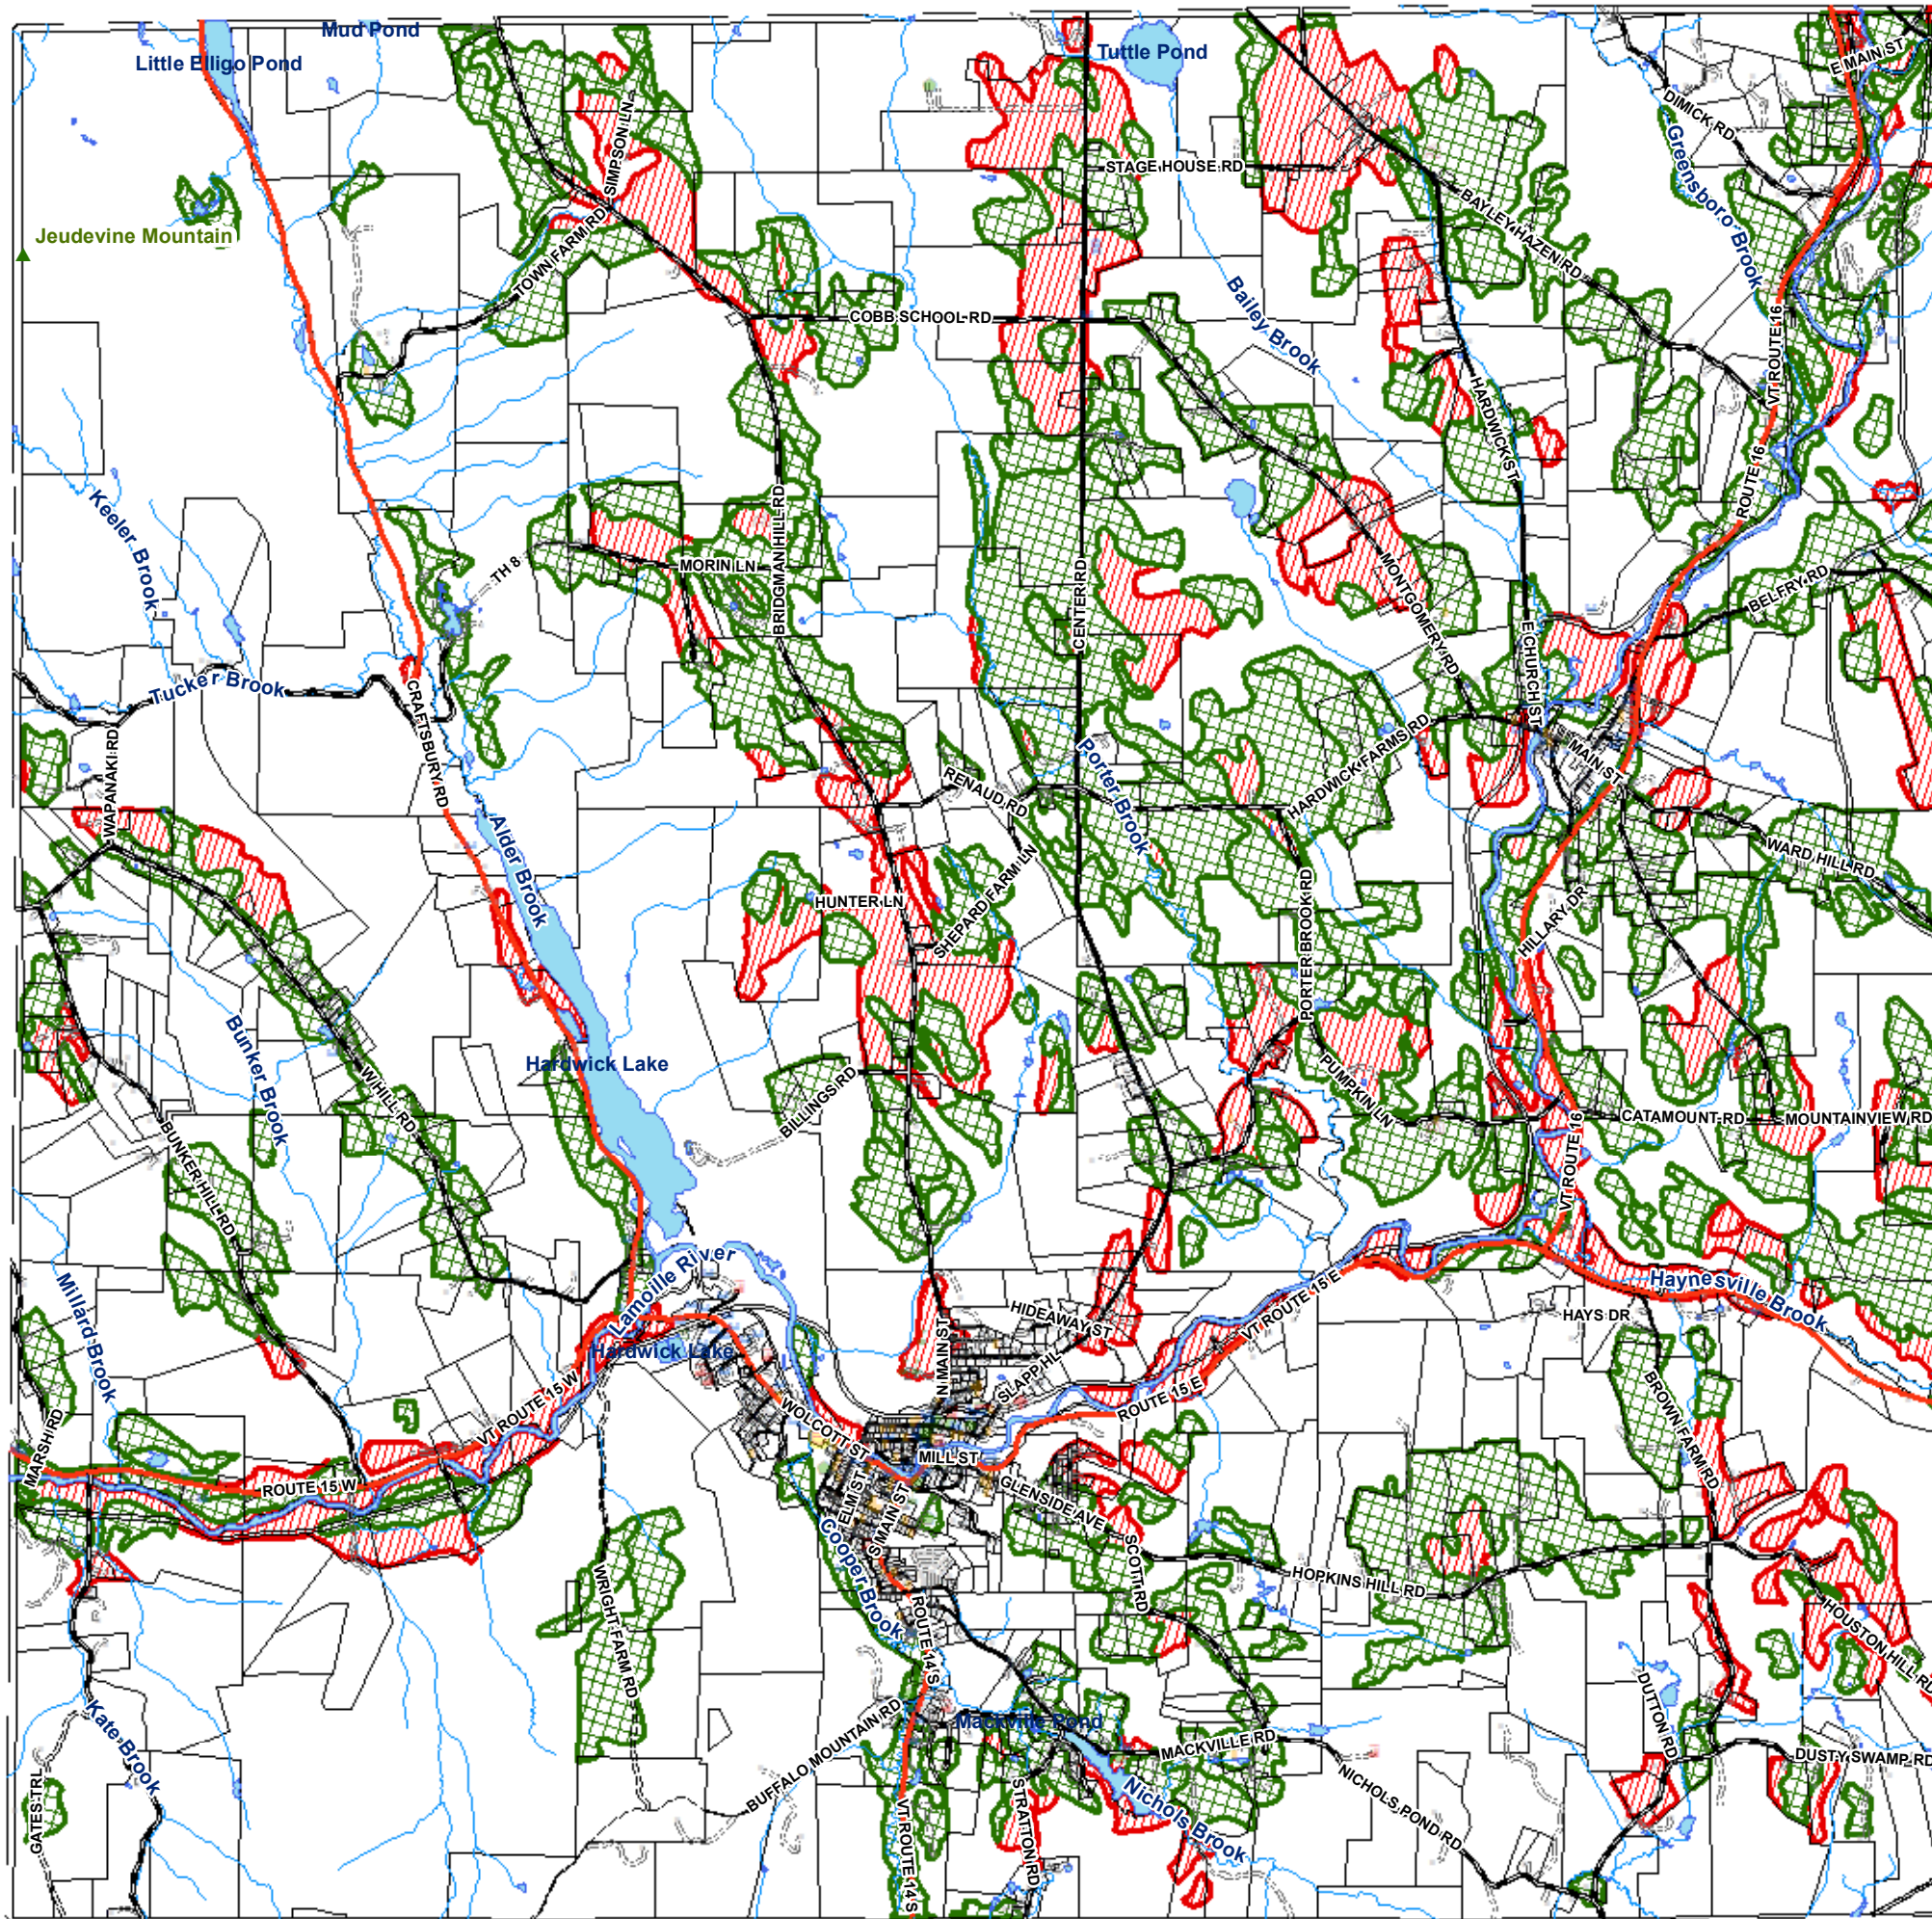 Mud Pond
Little Elligo Pond
Tuttle Pond
E MAIN ST
DIMICK RD
SIMPSON LN
STAGE HOUSE RD
Greensboro Brook
BAYLEY HAZEN RD
Jeudevine Mountain
TOWN FARM RD
COBB SCHOOL RD
Bailey Brook
VT ROUTE 16
HARDWICK ST
ROUTE 16
Keeler Brook
BRIDGMAN HILL RD
TH 8
MORIN LN
CENTER RD
MONTGOMERY RD
BELFRY RD
E CHURCH ST
Tucker Brook
CRAFTSBURY RD
WAPANAKI RD
RENAUD RD
Porter Brook
HARDWICK FARMS RD
MAIN ST
Alder Brook
WARD HILL RD
HUNTER LN
SHEPARD FARM LN
PORTER BROOK RD
HILLARY DR
Bunker Brook
Hardwick Lake
W HILL RD
BILLINGS RD
PUMPKIN LN
CATAMOUNT RD
MOUNTAINVIEW RD
BUNKER HILL RD
VT ROUTE 16
Lamoille River
Millard Brook
Haynesville Brook
HIDEAWAY ST
VT ROUTE 15 E
HAYS DR
Hardwick Lake
N MAIN ST
SLAPP HL
BROWN FARM RD
MARSH RD
VT ROUTE 15 W
WOLCOTT ST
ROUTE 15 E
ROUTE 15 W
MILL ST
ELM ST
S MAIN ST
GLENSIDE AVE
Cooper Brook
SCOTT RD
WRIGHT FARM RD
HOPKINS HILL RD
HOUSTON HILL RD
ROUTE 14 S
DUTTON RD
Kate Brook
BUFFALO MOUNTAIN RD
Mackville Pond
MACKVILLE RD
DUSTY SWAMP RD
GATES TRL
VT ROUTE 14 S
STRATTON RD
Nichols Brook
NICHOLS POND RD